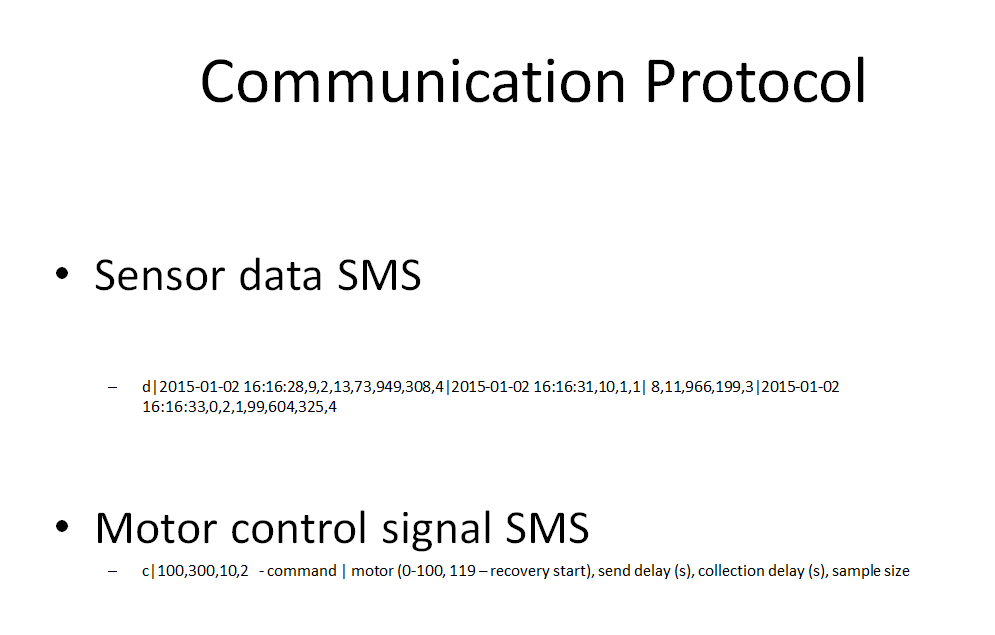 Communication Protocol
• Sensor data SMS
– d|2015-01-02 16:16:28,9,2,13,73,949,308,4|2015-01-02 16:16:31,10,1,1| 8,11,966,199,3|2015-01-02
16:16:33,0,2,1,99,604,325,4
• Motor control signal SMS
– c|100,300,10,2 - command | motor (0-100, 119 – recovery start), send delay (s), collection delay (s), sample size